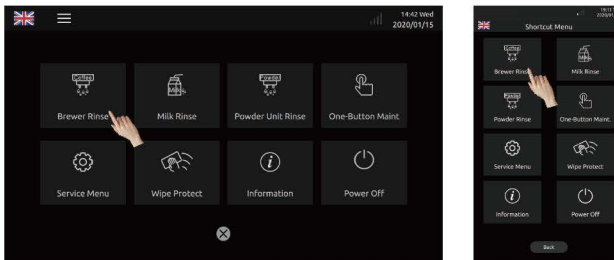 14:42 Wed
2020/01/15
Coffee
Powder
Brewer Rinse
Milk Rinse
Powder Unit Rinse
One-Button Maint
Service Menu
Wipe Protect
Information
Power Off
Shortcut Menu
Coffee
Brewer Rinse
Milk Rinse
Powder
Powder Rinse
One-Button Maint.
Service Menu
Wipe Protect
Information
Power Off
Back